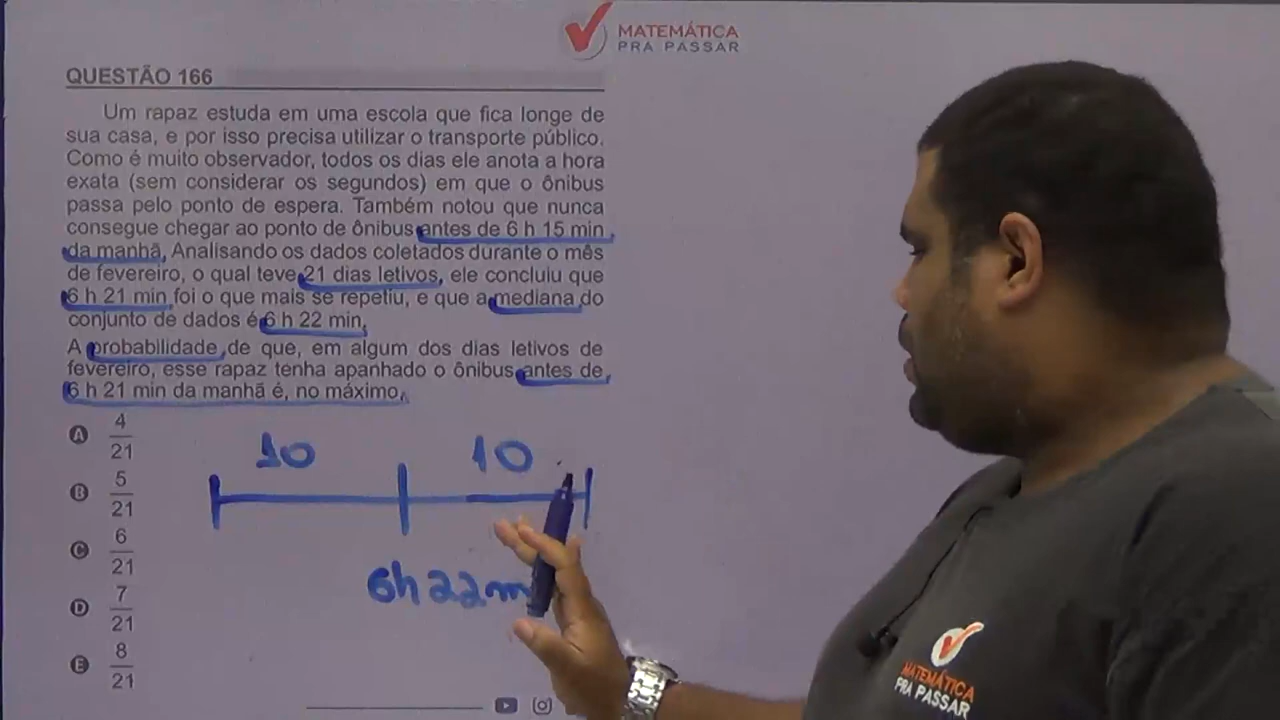 MATEMÁTICA
PRA PASSAR
QUESTÃO 166
Um rapaz estuda em uma escola que fica longe de
sua casa, e por isso precisa utilizar o transporte público.
Como é muito observador, todos os dias ele anota a hora
exata (sem considerar os segundos) em que o ônibus
passa pelo ponto de espera. Também notou que nunca
consegue chegar ao ponto de ônibus antes de 6 h 15 min
da manhã. Analisando os dados coletados durante o mês
de fevereiro, o qual teve 21 dias letivos, ele concluiu que
6 h 21 min foi o que mais se repetiu, e que a mediana do
conjunto de dados é 6 h 22 min.
A probabilidade de que, em algum dos dias letivos de
fevereiro, esse rapaz tenha apanhado o ônibus antes de
6 h 21 min da manhã é, no máximo,
A 4/21
B 5/21
C 6/21
D 7/21
E 8/21
10 10
6h22m
MATEMÁTICA
PRA PASSAR